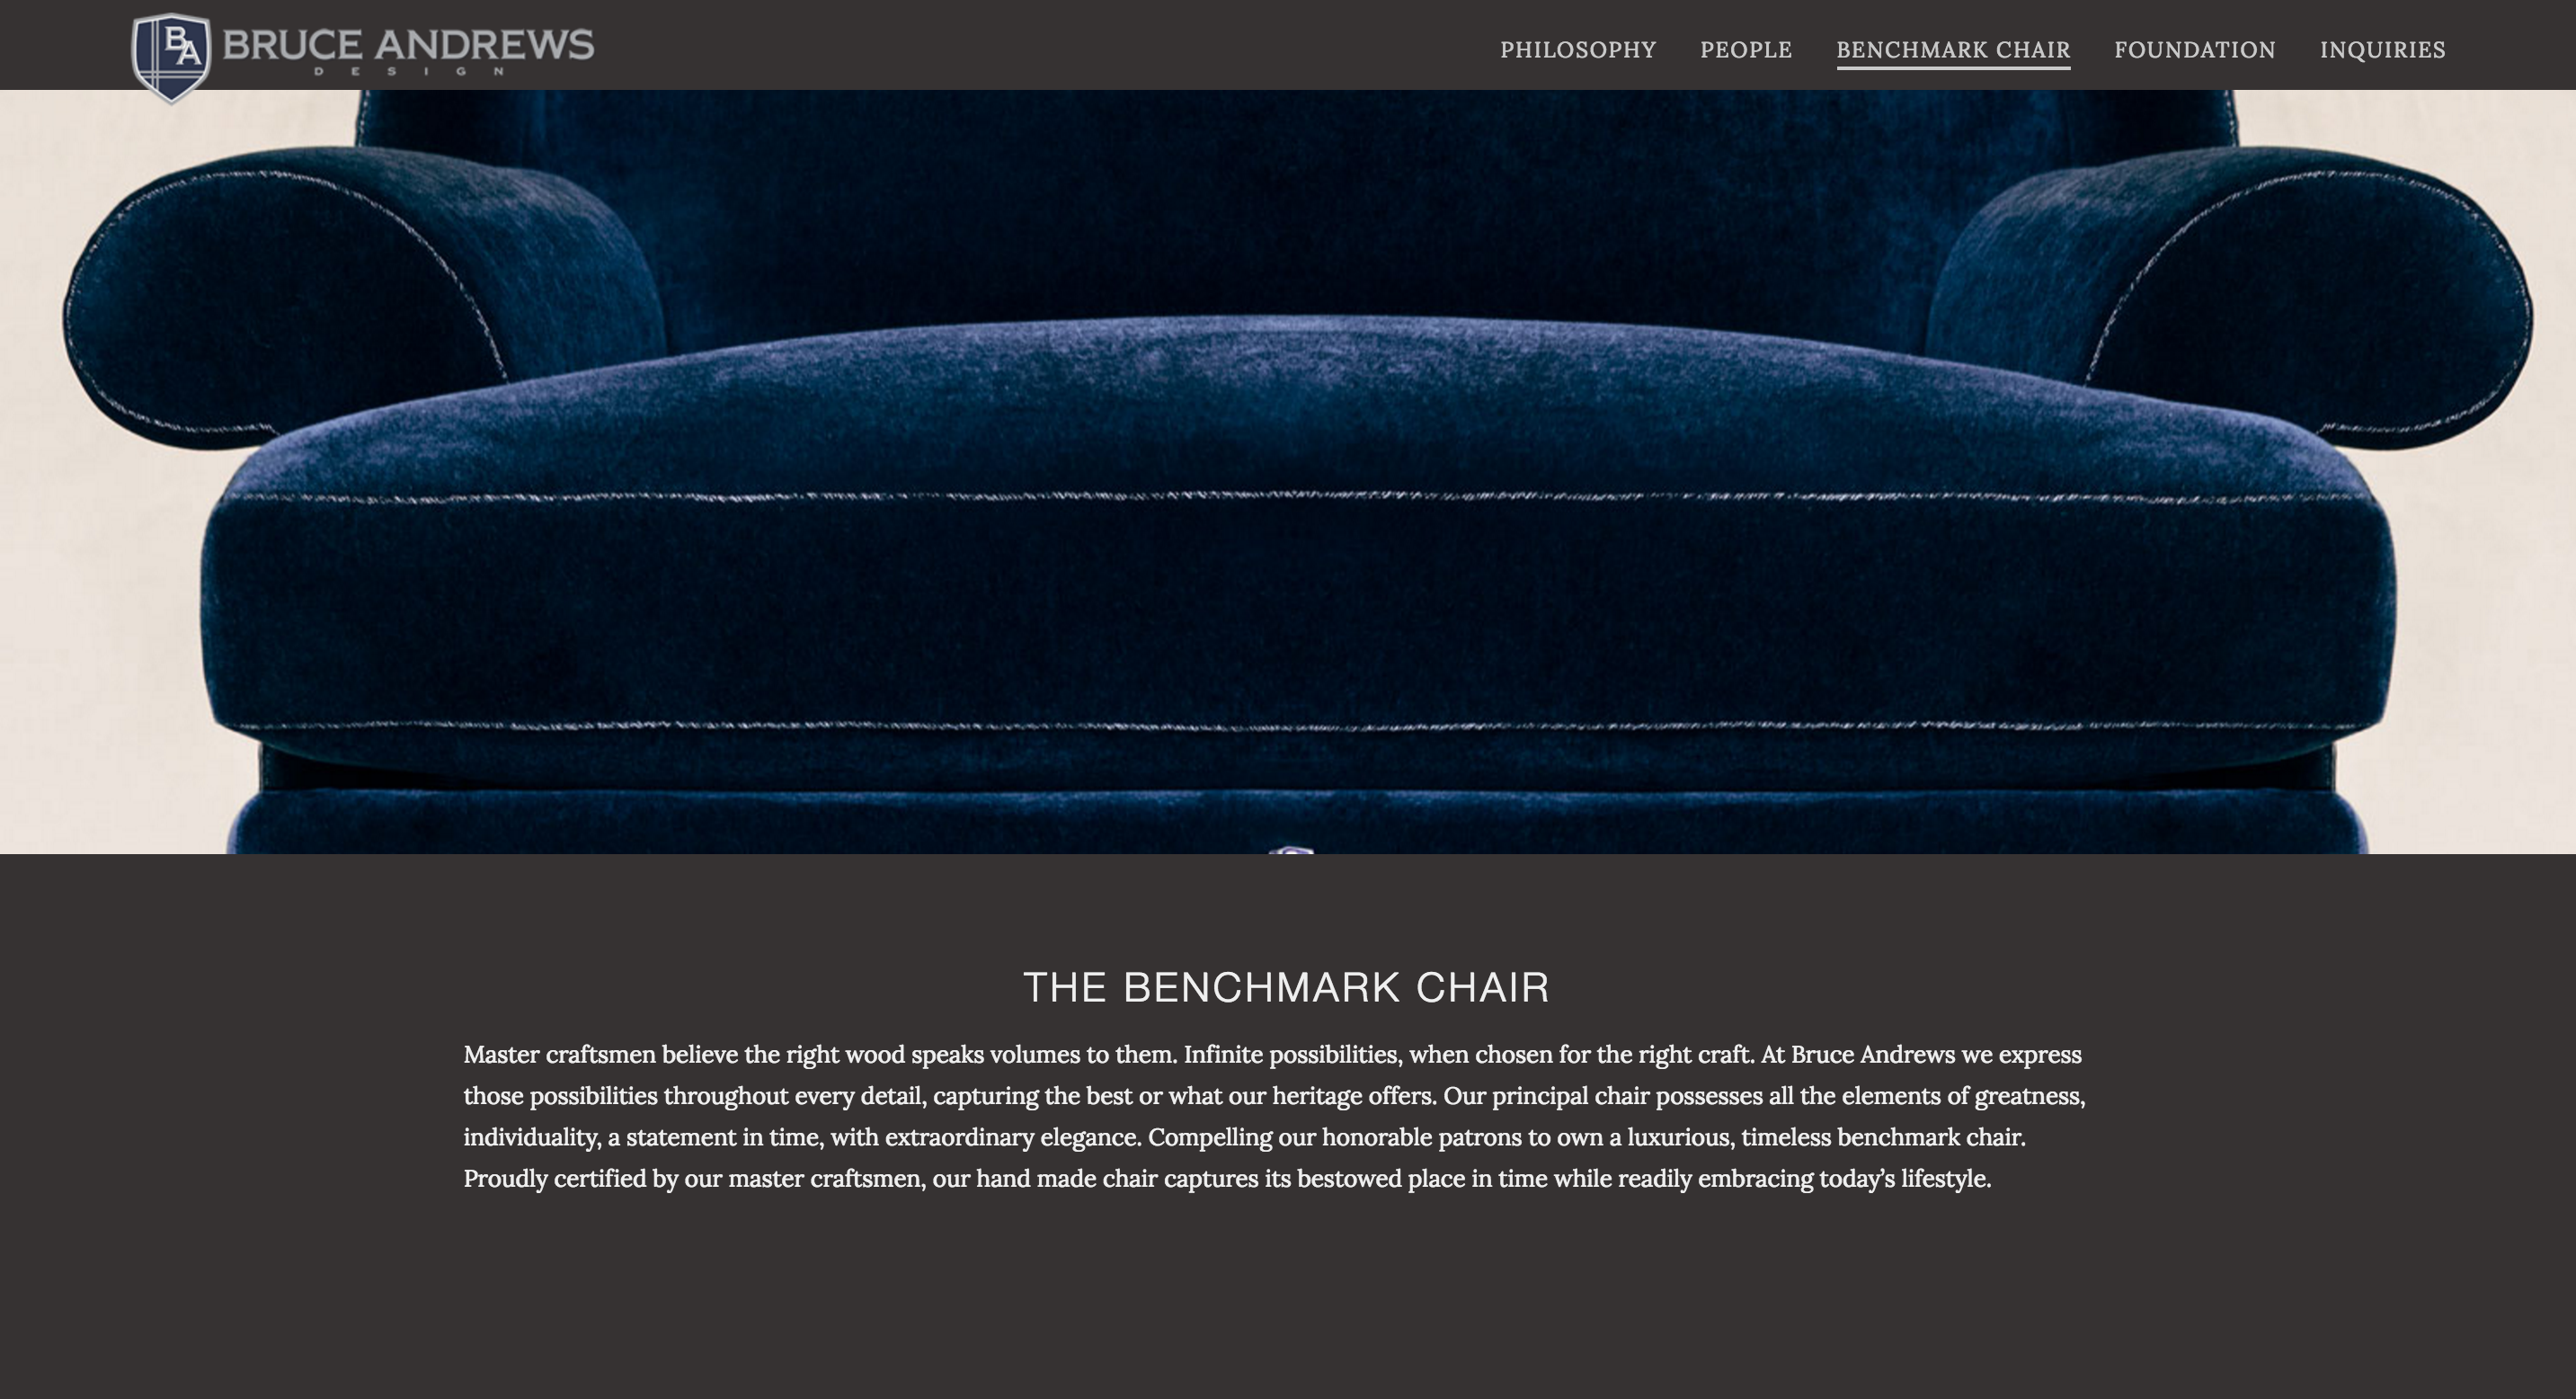 BA BRUCE ANDREWS
DESIGN
PHILOSOPHY PEOPLE BENCHMARK CHAIR FOUNDATION INQUIRIES
THE BENCHMARK CHAIR
Master craftsmen believe the right wood speaks volumes to them. Infinite possibilities, when chosen for the right craft. At Bruce Andrews we express
those possibilities throughout every detail, capturing the best or what our heritage offers. Our principal chair possesses all the elements of greatness,
individuality, a statement in time, with extraordinary elegance. Compelling our honorable patrons to own a luxurious, timeless benchmark chair.
Proudly certified by our master craftsmen, our hand made chair captures its bestowed place in time while readily embracing today’s lifestyle.